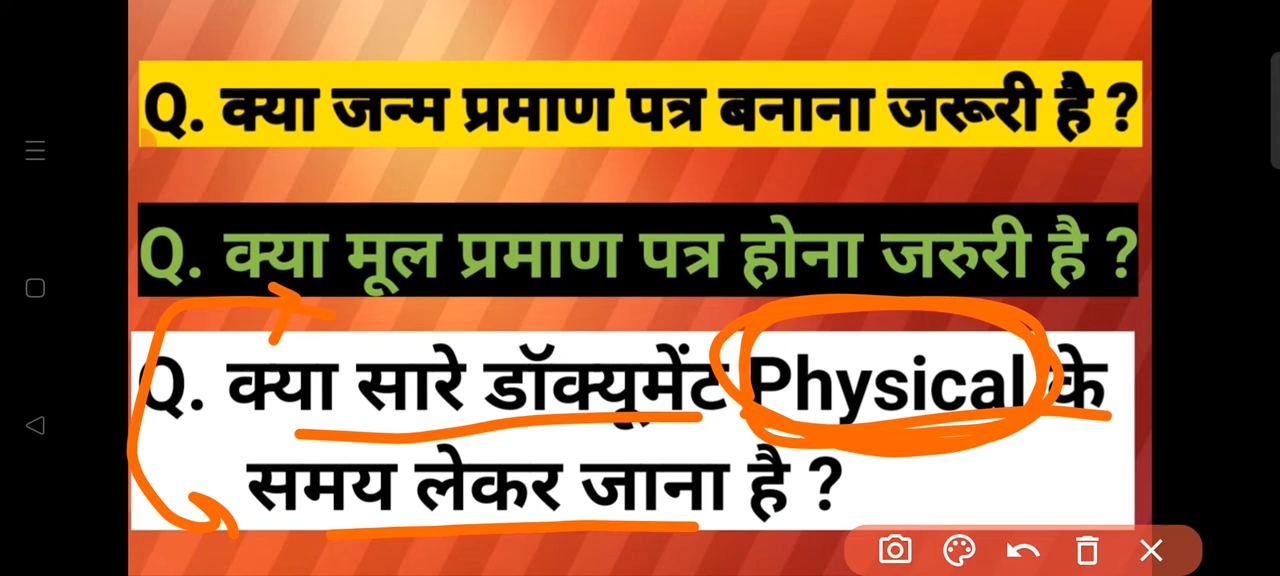 Q. क्या जन्म प्रमाण पत्र बनाना जरूरी है ?
Q. क्या मूल प्रमाण पत्र होना जरुरी है ?
Q. क्या सारे डॉक्यूमेंट Physical के
समय लेकर जाना है ?